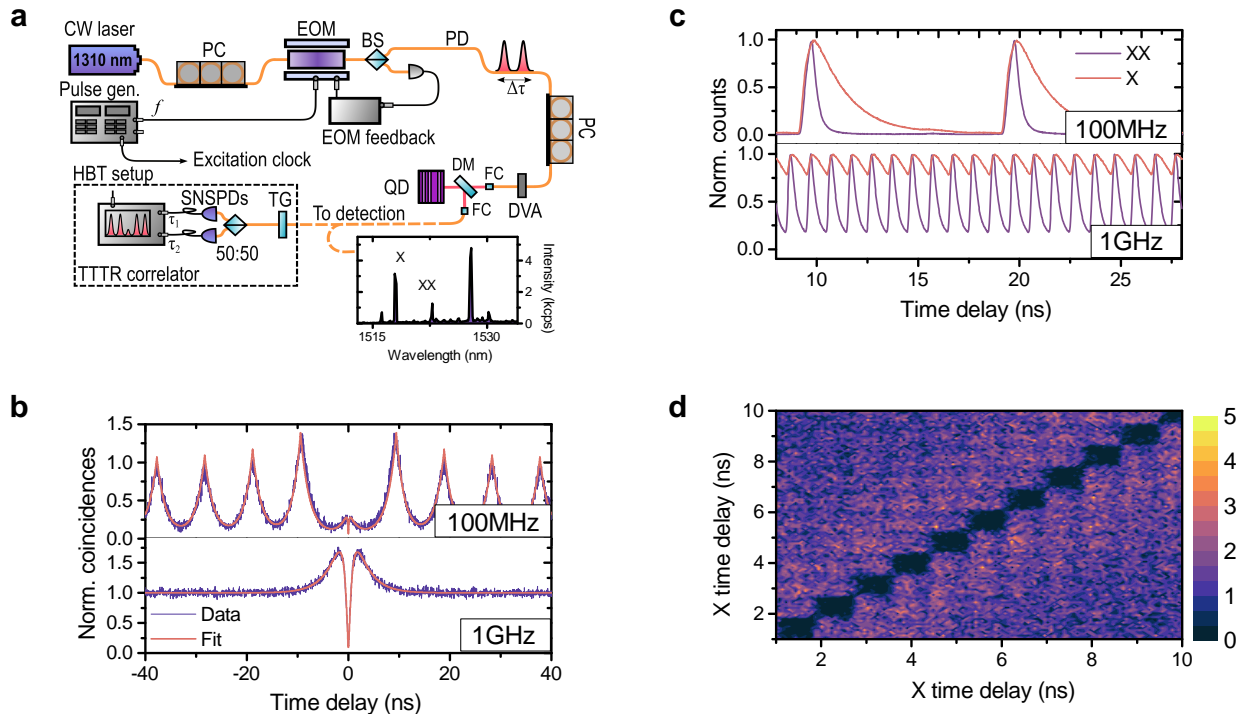 a
CW laser
1310 nm
PC
EOM
BS
PD
Δτ
Pulse gen.
f
EOM feedback
PC
Excitation clock
HBT setup
SNSPDs
TG
τ1
τ2
50:50
TTTR correlator
To detection
QD
DM
FC
FC
DVA
X
XX
Intensity (kcps)
4
2
0
1515
1530
Wavelength (nm)
b
Norm. coincidences
1.5
1.0
0.5
0.0
100MHz
1.5
1.0
0.5
0.0
Data
Fit
1GHz
-40
-20
0
20
40
Time delay (ns)
c
Norm. counts
1.0
0.5
0.0
XX
X
100MHz
1.0
0.5
0.0
1GHz
10
15
20
25
Time delay (ns)
d
X time delay (ns)
10
8
6
4
2
2
4
6
8
10
X time delay (ns)
5
4
3
2
1
0